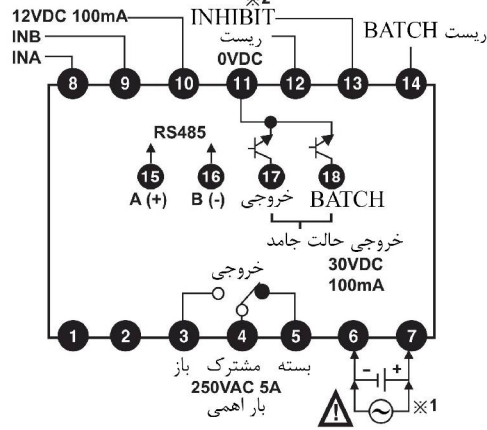 ※2
12VDC 100mA
INHIBIT
INB
ریست
ریست BATCH
INA
0VDC
8 9 10 11 12 13 14
RS485
15 16 17 18
A (+) B (-) خروجی BATCH
خروجی حالت جامد
30VDC
100mA
خروجی
1 2 3 4 5 6 7
باز مشترک بسته
- +
250VAC 5A
بار اهمی
※1